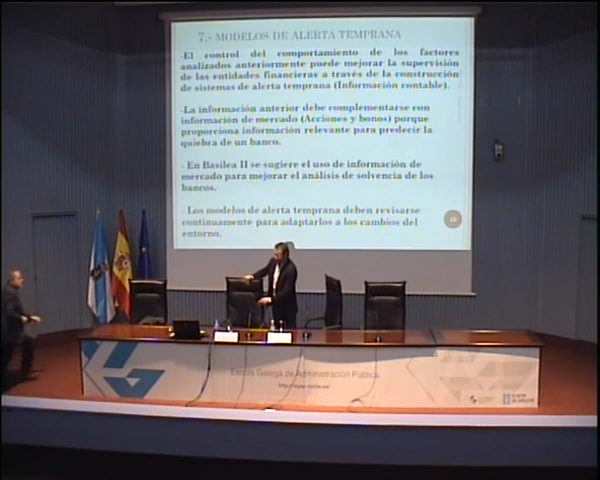 7.- MODELOS DE ALERTA TEMPRANA
-El control del comportamiento de los factores
analizados anteriormente puede mejorar la supervisión
de las entidades financieras a través de la construcción
de sistemas de alerta temprana (Información contable).
-La información anterior debe complementarse con
información de mercado (Acciones y bonos) porque
proporciona información relevante para predecir la
quiebra de un banco.
- En Basilea II se sugiere el uso de información de
mercado para mejorar el análisis de solvencia de los
bancos.
- Los modelos de alerta temprana deben revisarse
continuamente para adaptarlos a los cambios del
entorno.
Escola Galega de Administración Pública